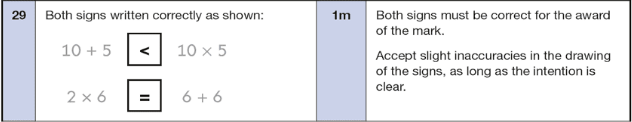 29 Both signs written correctly as shown: 1m Both signs must be correct for the award
of the mark.
10 + 5 < 10 × 5
Accept slight inaccuracies in the drawing
of the signs, as long as the intention is
clear.
2 × 6 = 6 + 6